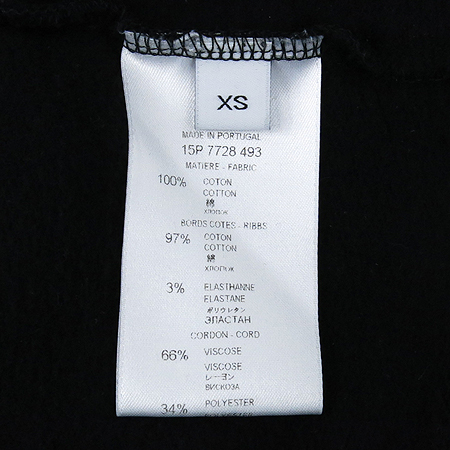 XS
MADE IN PORTUGAL
15P 7728 493
MATIERE - FABRIC
100% COTON
COTTON
綿
хлопок
BORDS COTES - RIBBS
97% COTON
COTTON
綿
хлопок
3% ELASTHANNE
ELASTANE
ポリウレタン
ЭЛАСТАН
CORDON - CORD
66% VISCOSE
VISCOSE
レーヨン
ВИСКОЗА
34% POLYESTER
POLYESTER